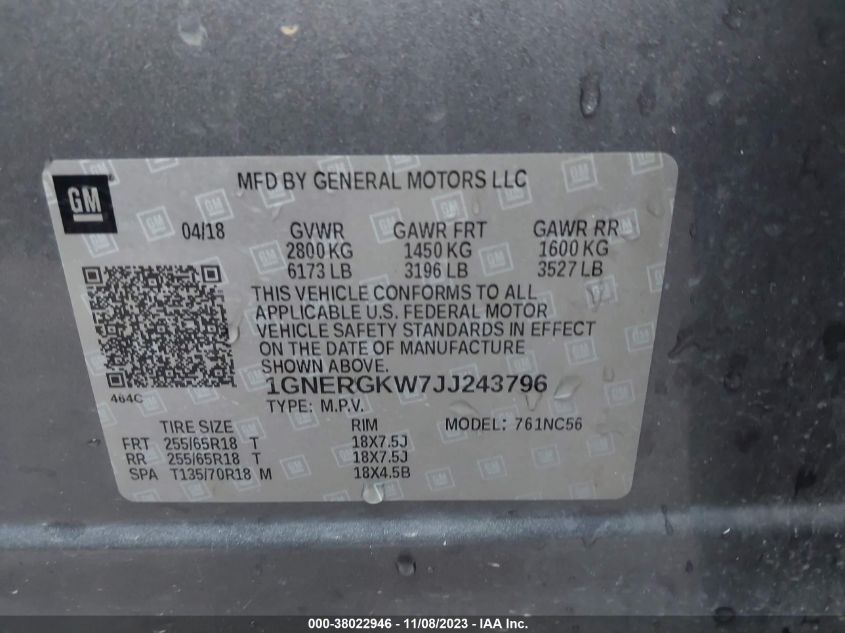 GM
MFD BY GENERAL MOTORS LLC
04/18 GVWR GAWR FRT GAWR RR
2800 KG 1450 KG 1600 KG
6173 LB 3196 LB 3527 LB
THIS VEHICLE CONFORMS TO ALL
APPLICABLE U.S. FEDERAL MOTOR
VEHICLE SAFETY STANDARDS IN EFFECT
ON THE DATE OF MANUFACTURE
SHOWN ABOVE.
464C
1GNERGKW7JJ243796
TYPE: M.P.V.
TIRE SIZE RIM MODEL: 761NC56
FRT 255/65R18 T 18X7.5J
RR 255/65R18 T 18X7.5J
SPA T135/70R18 M 18X4.5B
000-38022946 - 11/08/2023 - IAA Inc.